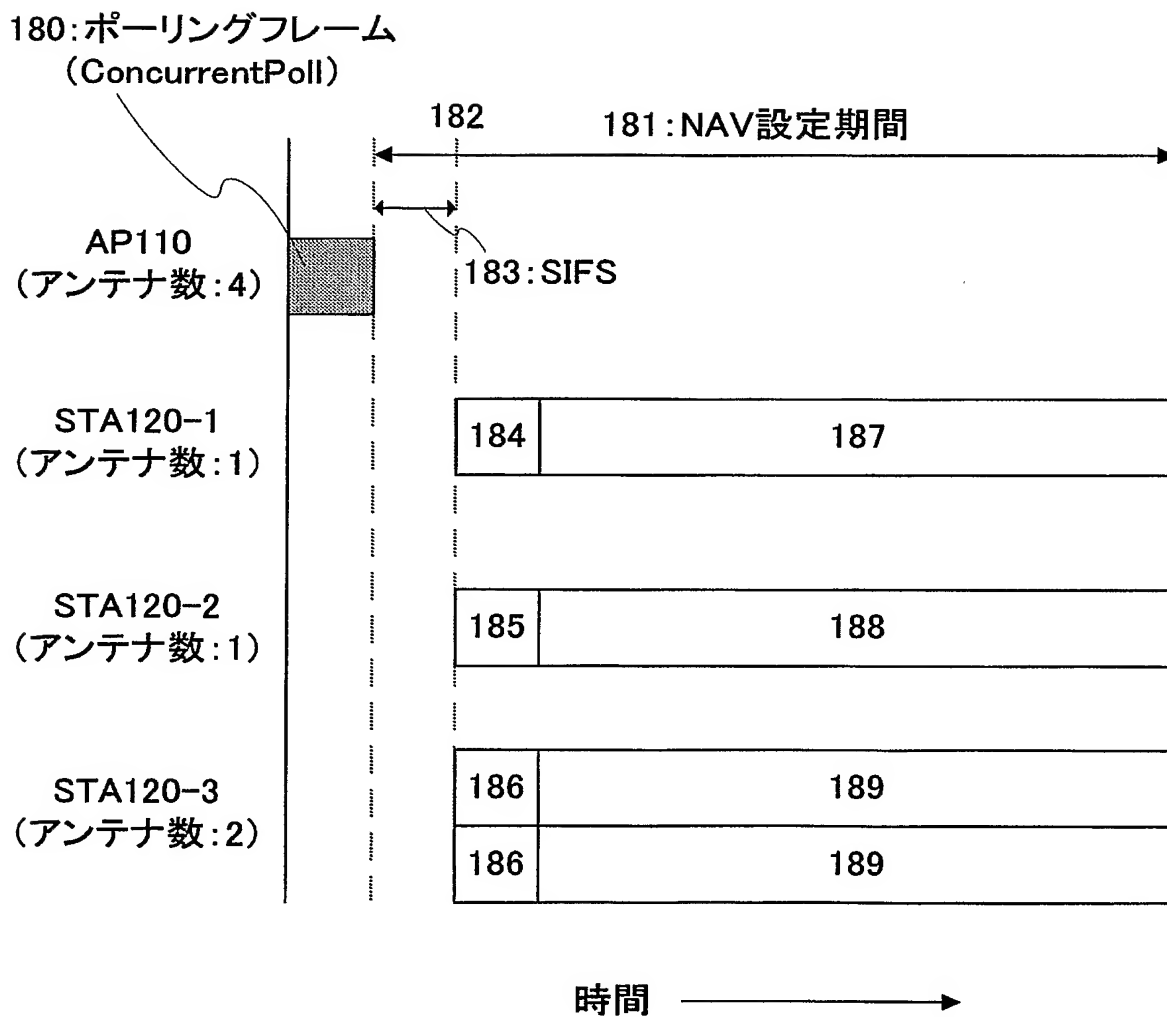 180:ポーリングフレーム
(ConcurrentPoll)
182
181:NAV設定期間
AP110
(アンテナ数:4)
183:SIFS
STA120-1
(アンテナ数:1)
184
187
STA120-2
(アンテナ数:1)
185
188
STA120-3
(アンテナ数:2)
186
189
186
189
時間